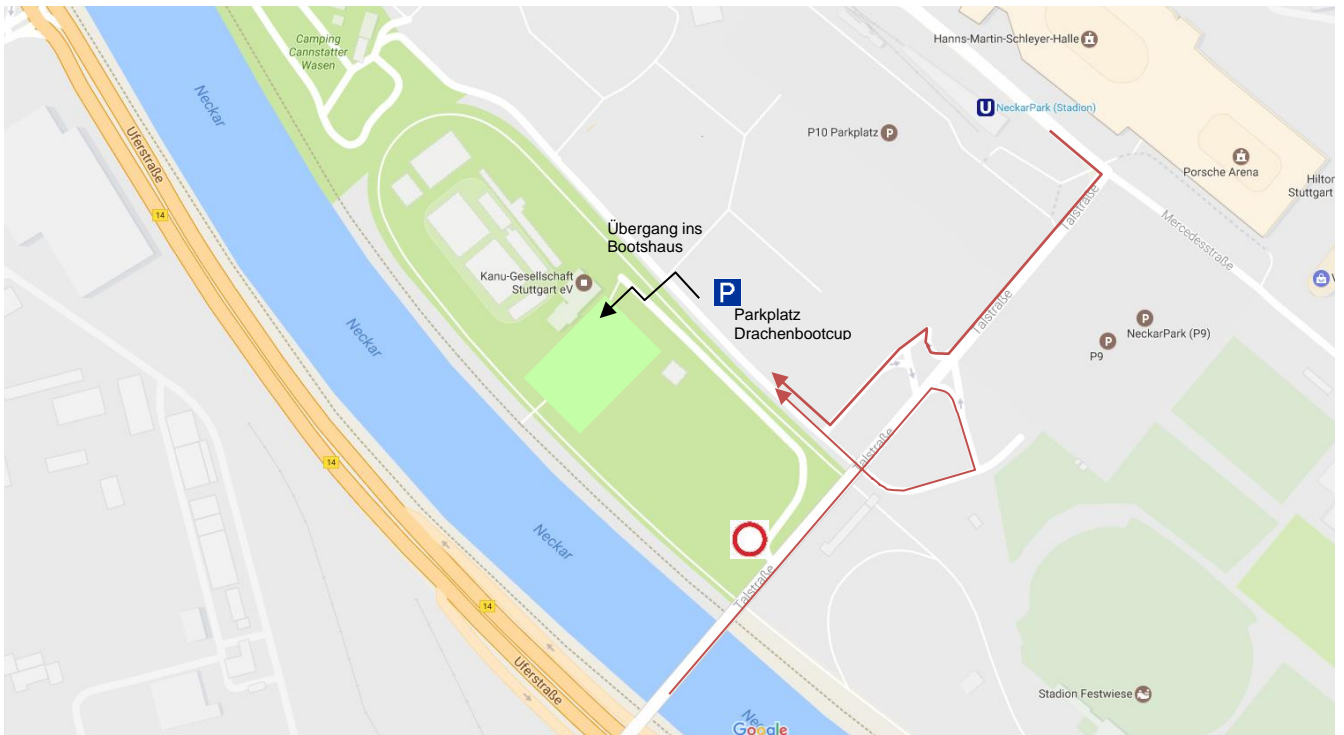 Camping
Cannstatter
Wasen
Hanns-Martin-Schleyer-Halle
Neckar
U
NeckarPark (Stadion)
Uferstraße
P10 Parkplatz
P
Porsche Arena
Hilton
Stuttgart
14
Talstraße
Mercedesstraße
Übergang ins
Bootshaus
Kanu-Gesellschaft
Stuttgart eV
P
Parkplatz
Drachenbootcup
Talstraße
P
NeckarPark (P9)
P
P9
V
Neckar
Talstraße
14
Neckar
Talstraße
14
Uferstraße
Stadion Festwiese
Neckar
Google